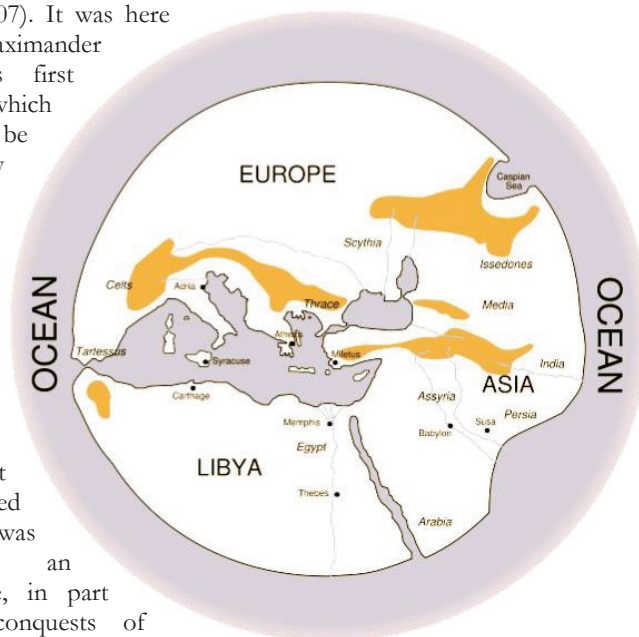 07). It was here
aximander
s first
which
be
EUROPE
Caspian
Sea
Scythia
Issedones
Celts
Adria
Thrace
Media
OCEAN
OCEAN
Tartessus
Athens
Syracuse
Miletus
India
ASIA
Carthage
Assyria
Persia
Memphis
Susa
Babylon
Egypt
LIBYA
Thebes
Arabia
t
ed
was
an
e, in part
conquests of